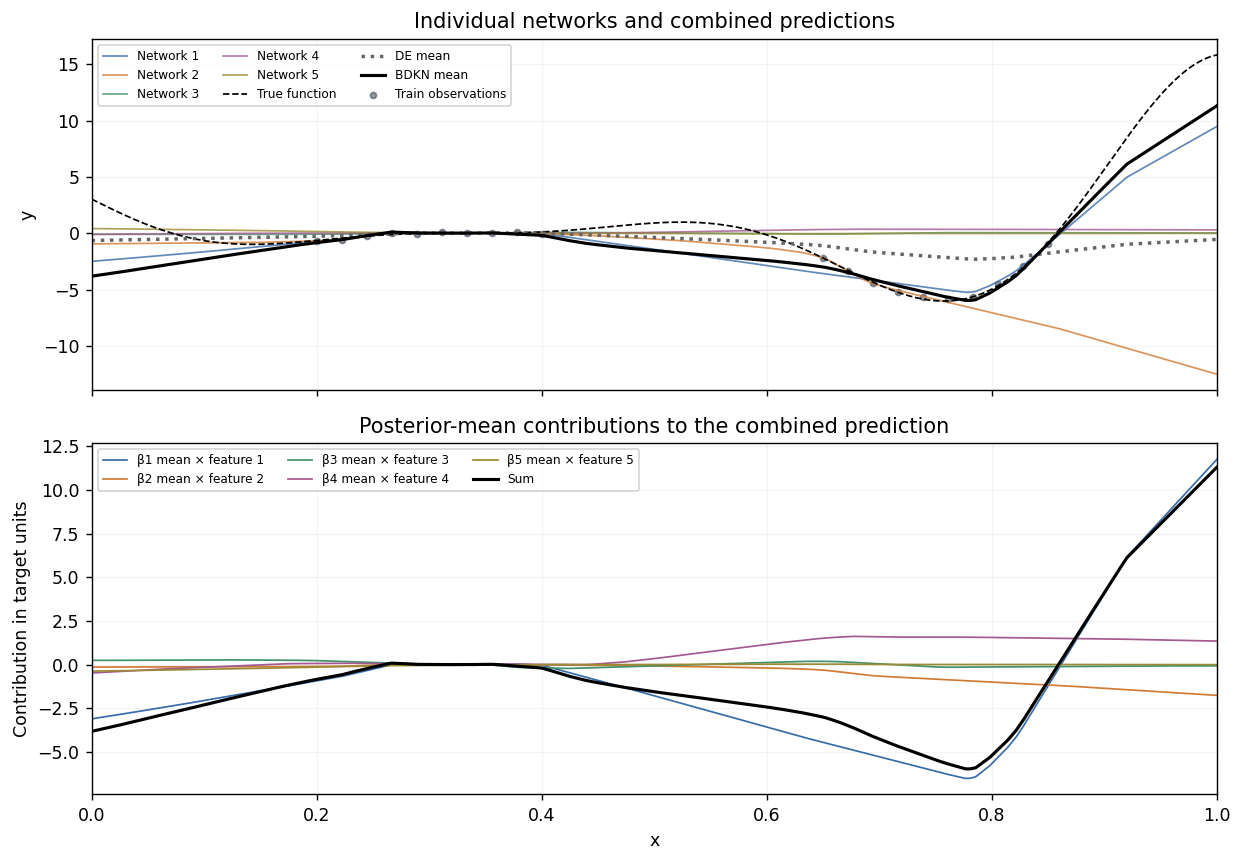 Individual networks and combined predictions
Network 1
Network 2
Network 3
Network 4
Network 5
True function
DE mean
BDKN mean
Train observations
15
10
5
0
−5
−10
y
Posterior-mean contributions to the combined prediction
β1 mean × feature 1
β2 mean × feature 2
β3 mean × feature 3
β4 mean × feature 4
β5 mean × feature 5
Sum
12.5
10.0
7.5
5.0
2.5
0.0
−2.5
−5.0
Contribution in target units
0.0 0.2 0.4 0.6 0.8 1.0
x